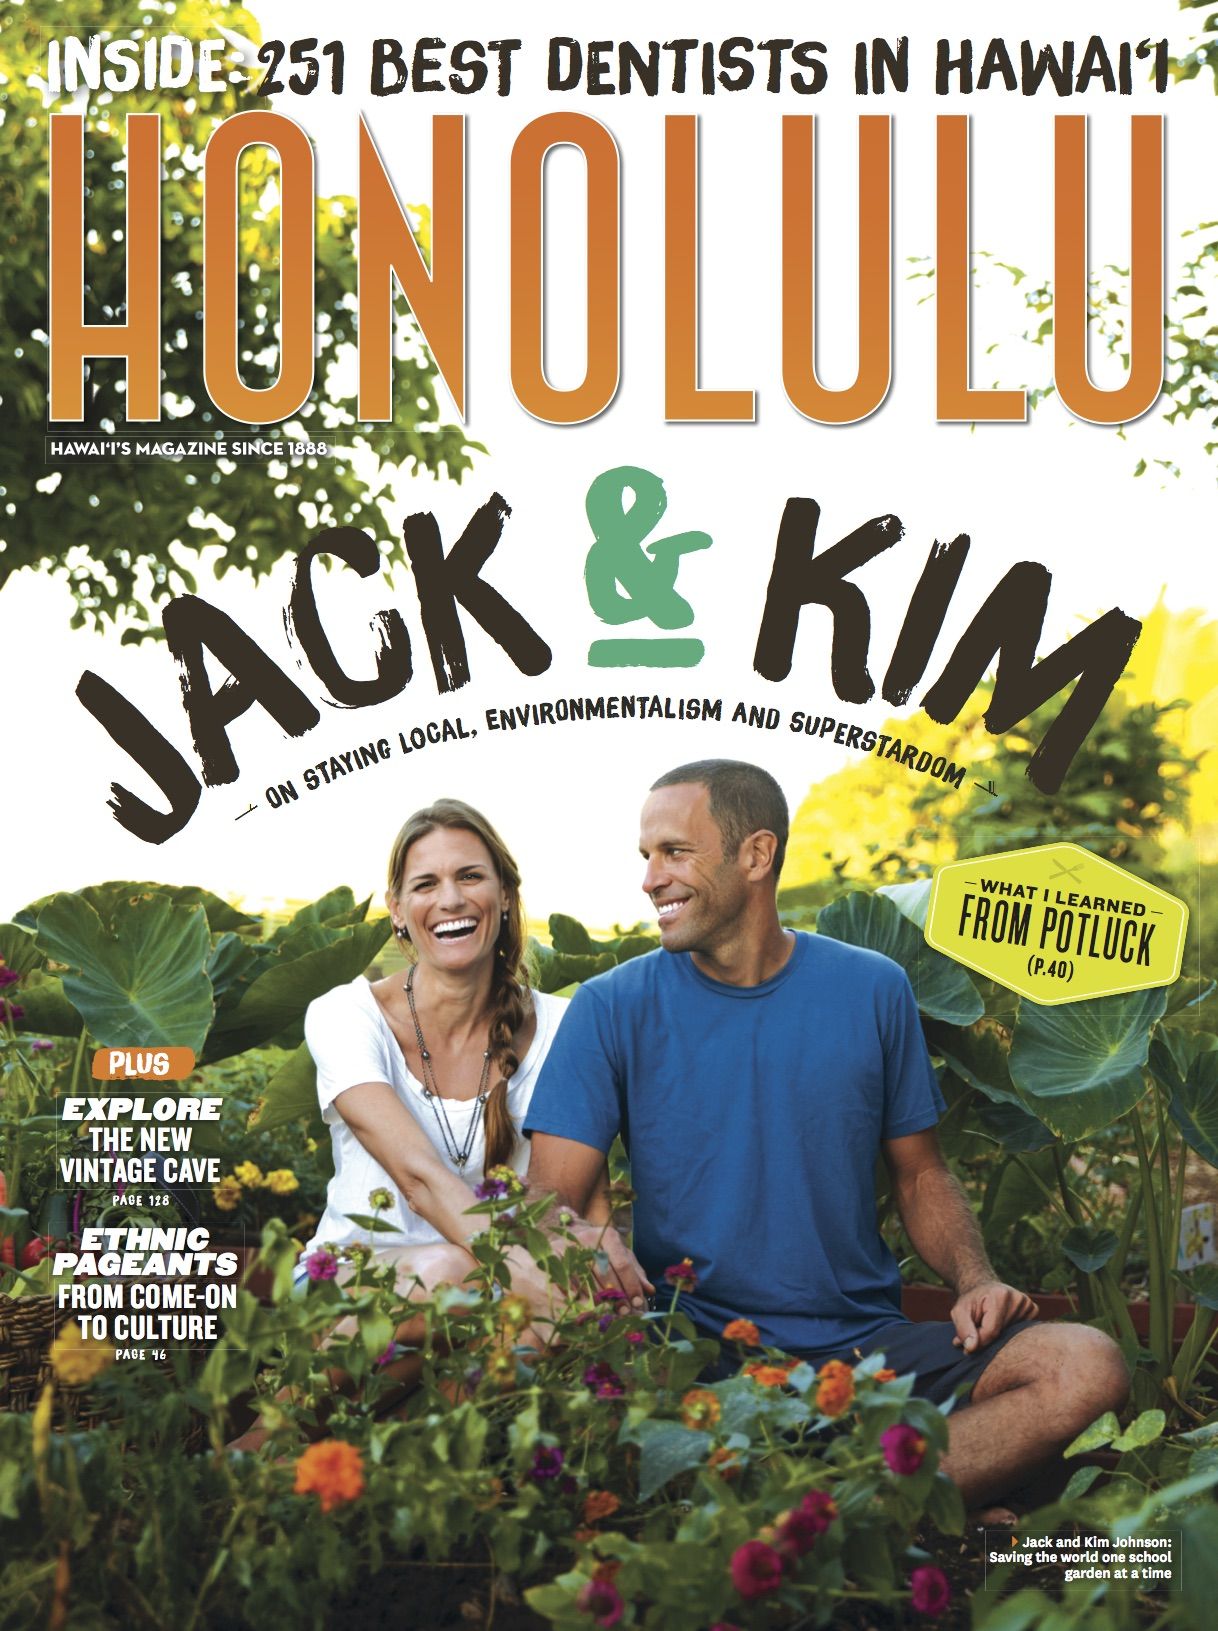 INSIDE: 251 BEST DENTISTS IN HAWAI‘I
HONOLULU
HAWAI‘I'S MAGAZINE SINCE 1888
JACK & KIM
ON STAYING LOCAL, ENVIRONMENTALISM AND SUPERSTARDOM
WHAT I LEARNED
FROM POTLUCK
(P.40)
PLUS
EXPLORE
THE NEW
VINTAGE CAVE
PAGE 128
ETHNIC
PAGEANTS
FROM COME-ON
TO CULTURE
PAGE 46
Jack and Kim Johnson:
Saving the world one school
garden at a time